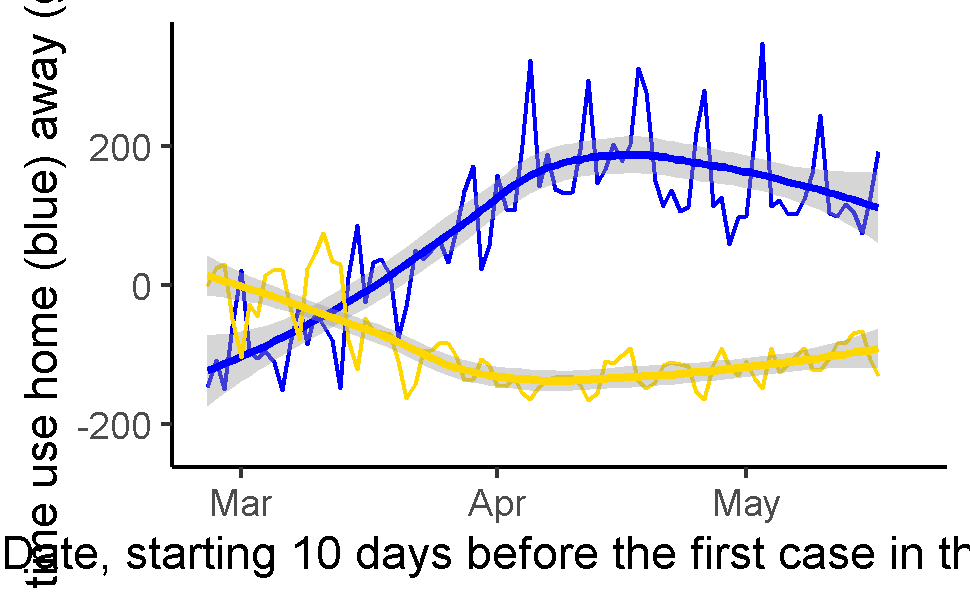 time use home (blue) away (
200
0
-200
Mar Apr May
Date, starting 10 days before the first case in th